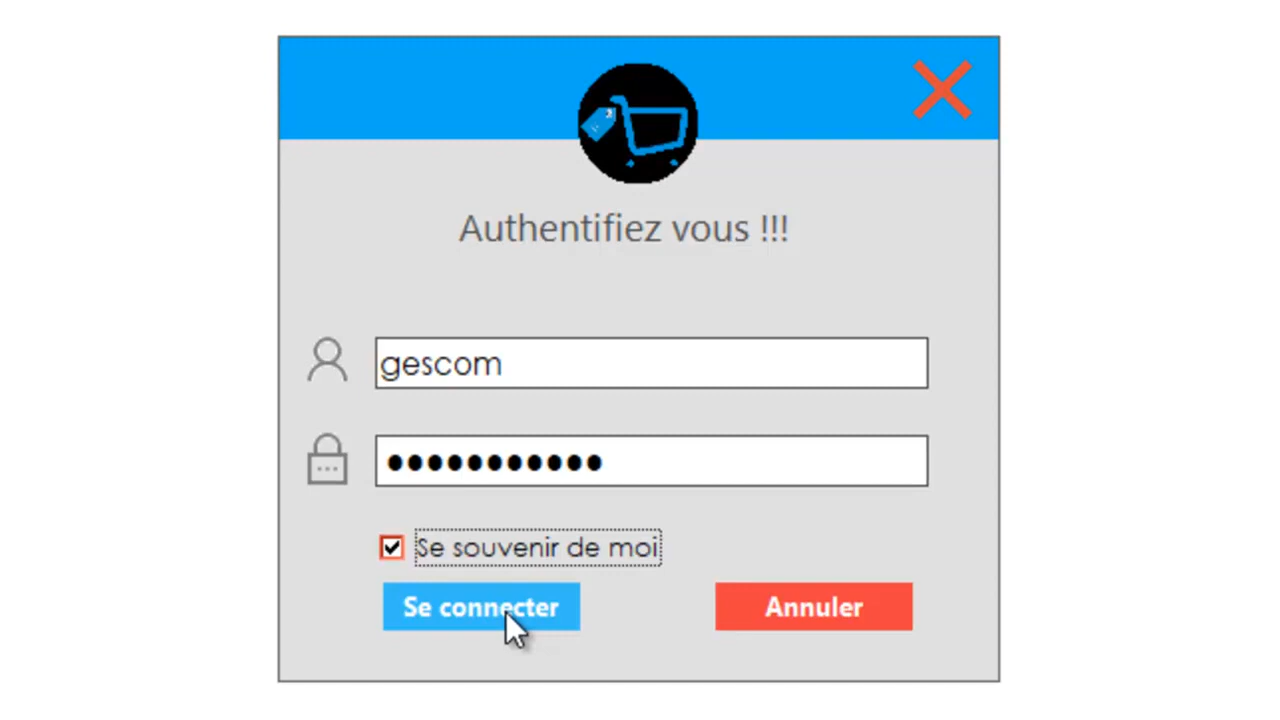 Authentifiez vous !!!
gescom
●●●●●●●●●●●
Se souvenir de moi
Se connecter
Annuler